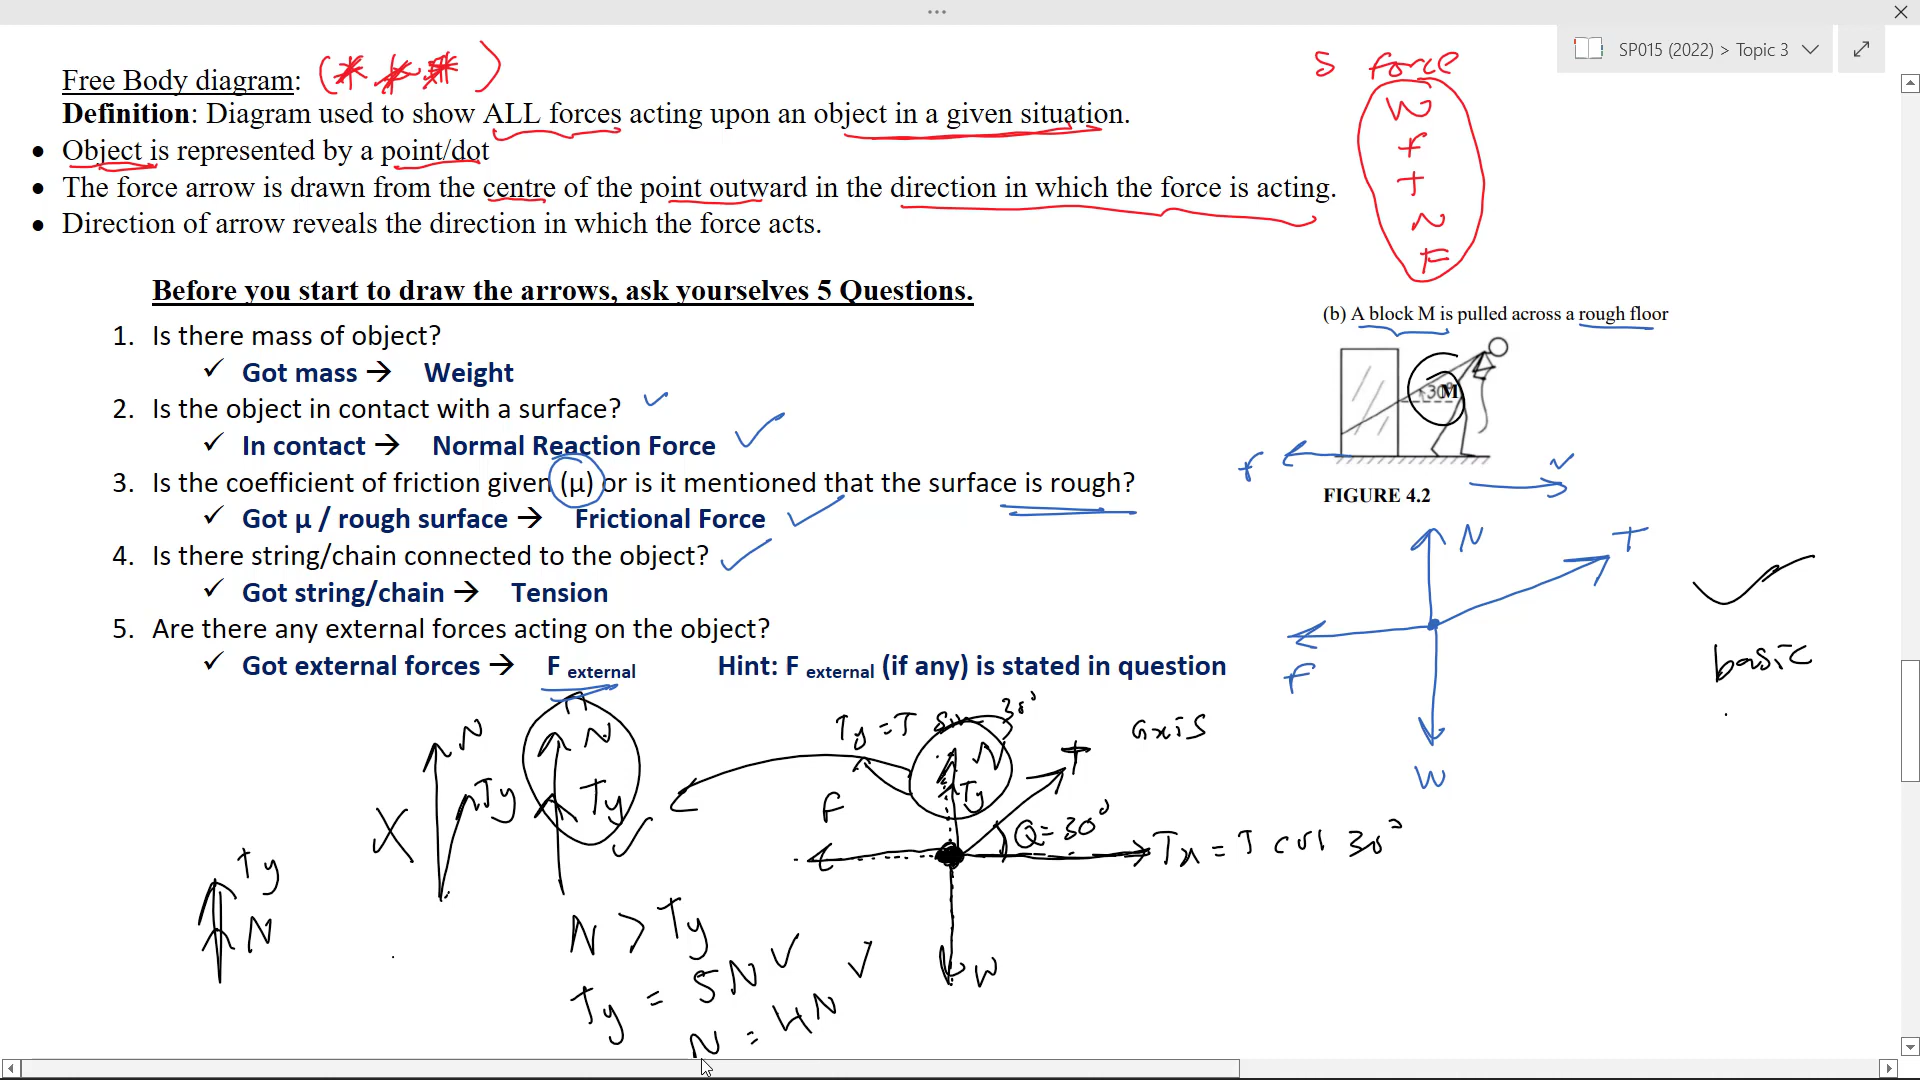 SP015 (2022) > Topic 3
Free Body diagram: (***)
Definition: Diagram used to show ALL forces acting upon an object in a given situation.
• Object is represented by a point/dot
• The force arrow is drawn from the centre of the point outward in the direction in which the force is acting.
• Direction of arrow reveals the direction in which the force acts.
5 force
W
f
T
N
F
Before you start to draw the arrows, ask yourselves 5 Questions.
1. Is there mass of object?
✓ Got mass → Weight
2. Is the object in contact with a surface?
✓ In contact → Normal Reaction Force
3. Is the coefficient of friction given (μ) or is it mentioned that the surface is rough?
✓ Got μ / rough surface → Frictional Force
4. Is there string/chain connected to the object?
✓ Got string/chain → Tension
5. Are there any external forces acting on the object?
✓ Got external forces → F external Hint: F external (if any) is stated in question
(b) A block M is pulled across a rough floor
30° M
f
FIGURE 4.2
N
T
f
W
basic
N
Ty
N
Ty
Ty
N
N > Ty
Ty = 5N
N = 4N
Ty = T sin 30°
axis
N
T
Ty
f
Q = 30°
Tx = T cos 30°
W